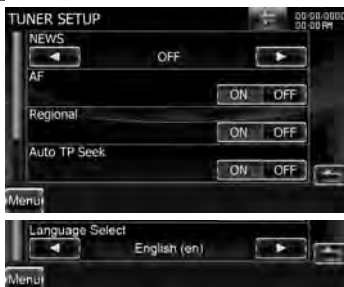 TUNER SETUP
00-00-0000
00:00 PM
NEWS
OFF
AF
ON OFF
Regional
ON OFF
Auto TP Seek
ON OFF
Menu
Language Select
English (en)
Menu